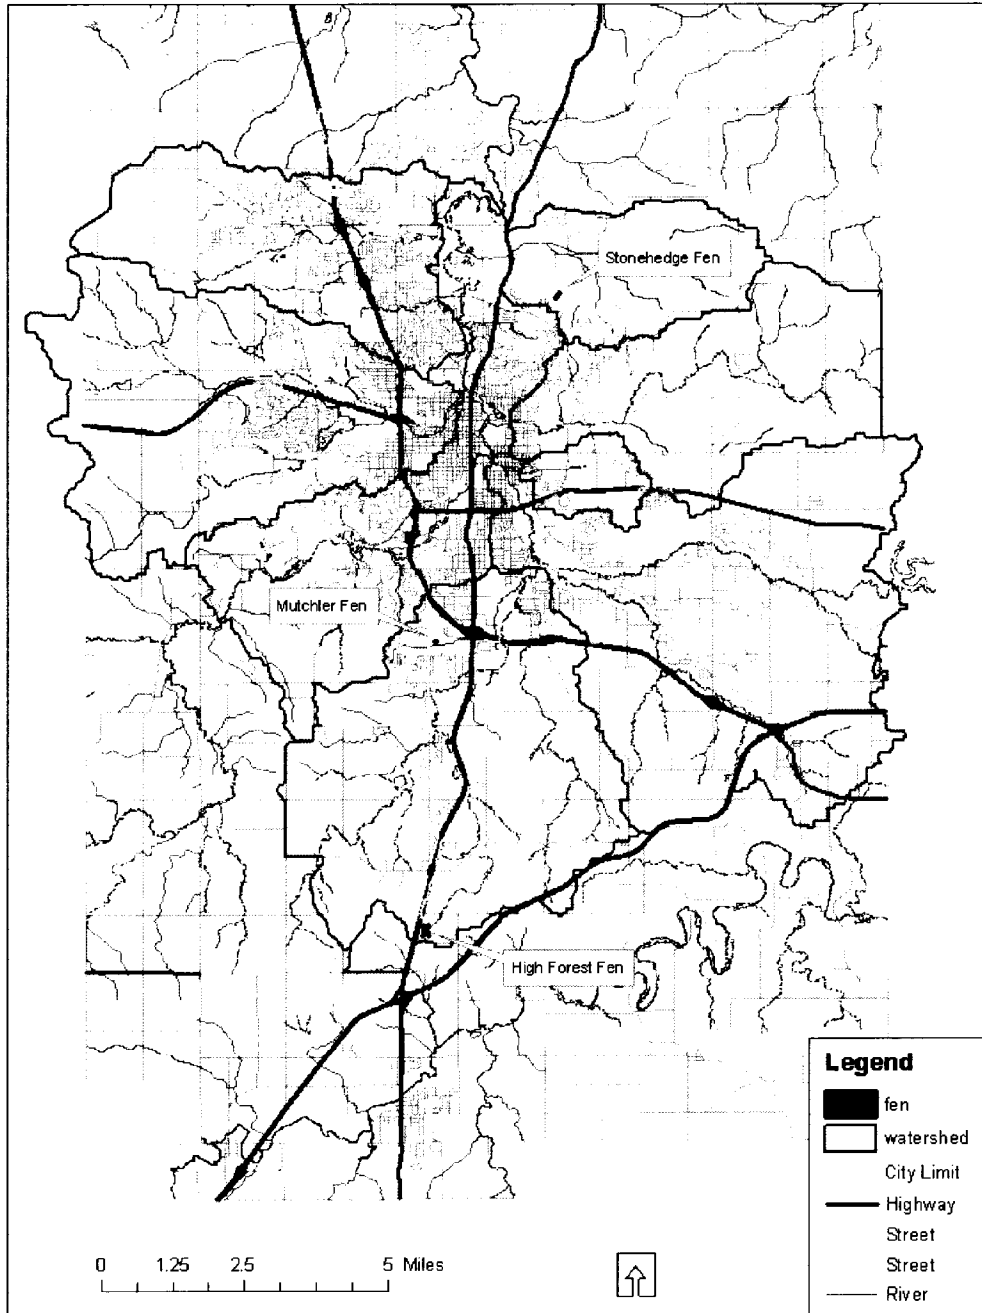 Stonehedge Fen
Mutchler Fen
High Forest Fen
Legend
fen
watershed
City Limit
Highway
Street
Street
River
0 1.25 2.5 5 Miles